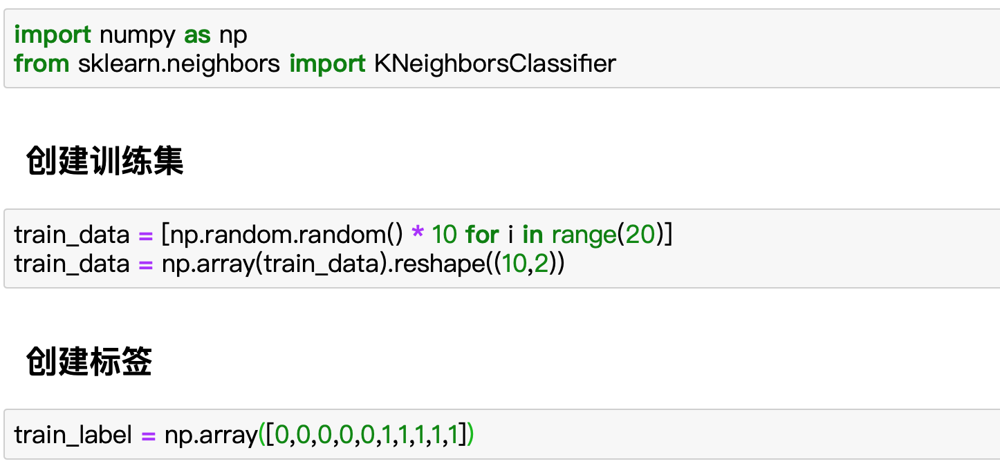 import numpy as np
from sklearn.neighbors import KNeighborsClassifier
创建训练集
train_data = [np.random.random() * 10 for i in range(20)]
train_data = np.array(train_data).reshape((10,2))
创建标签
train_label = np.array([0,0,0,0,0,1,1,1,1,1])